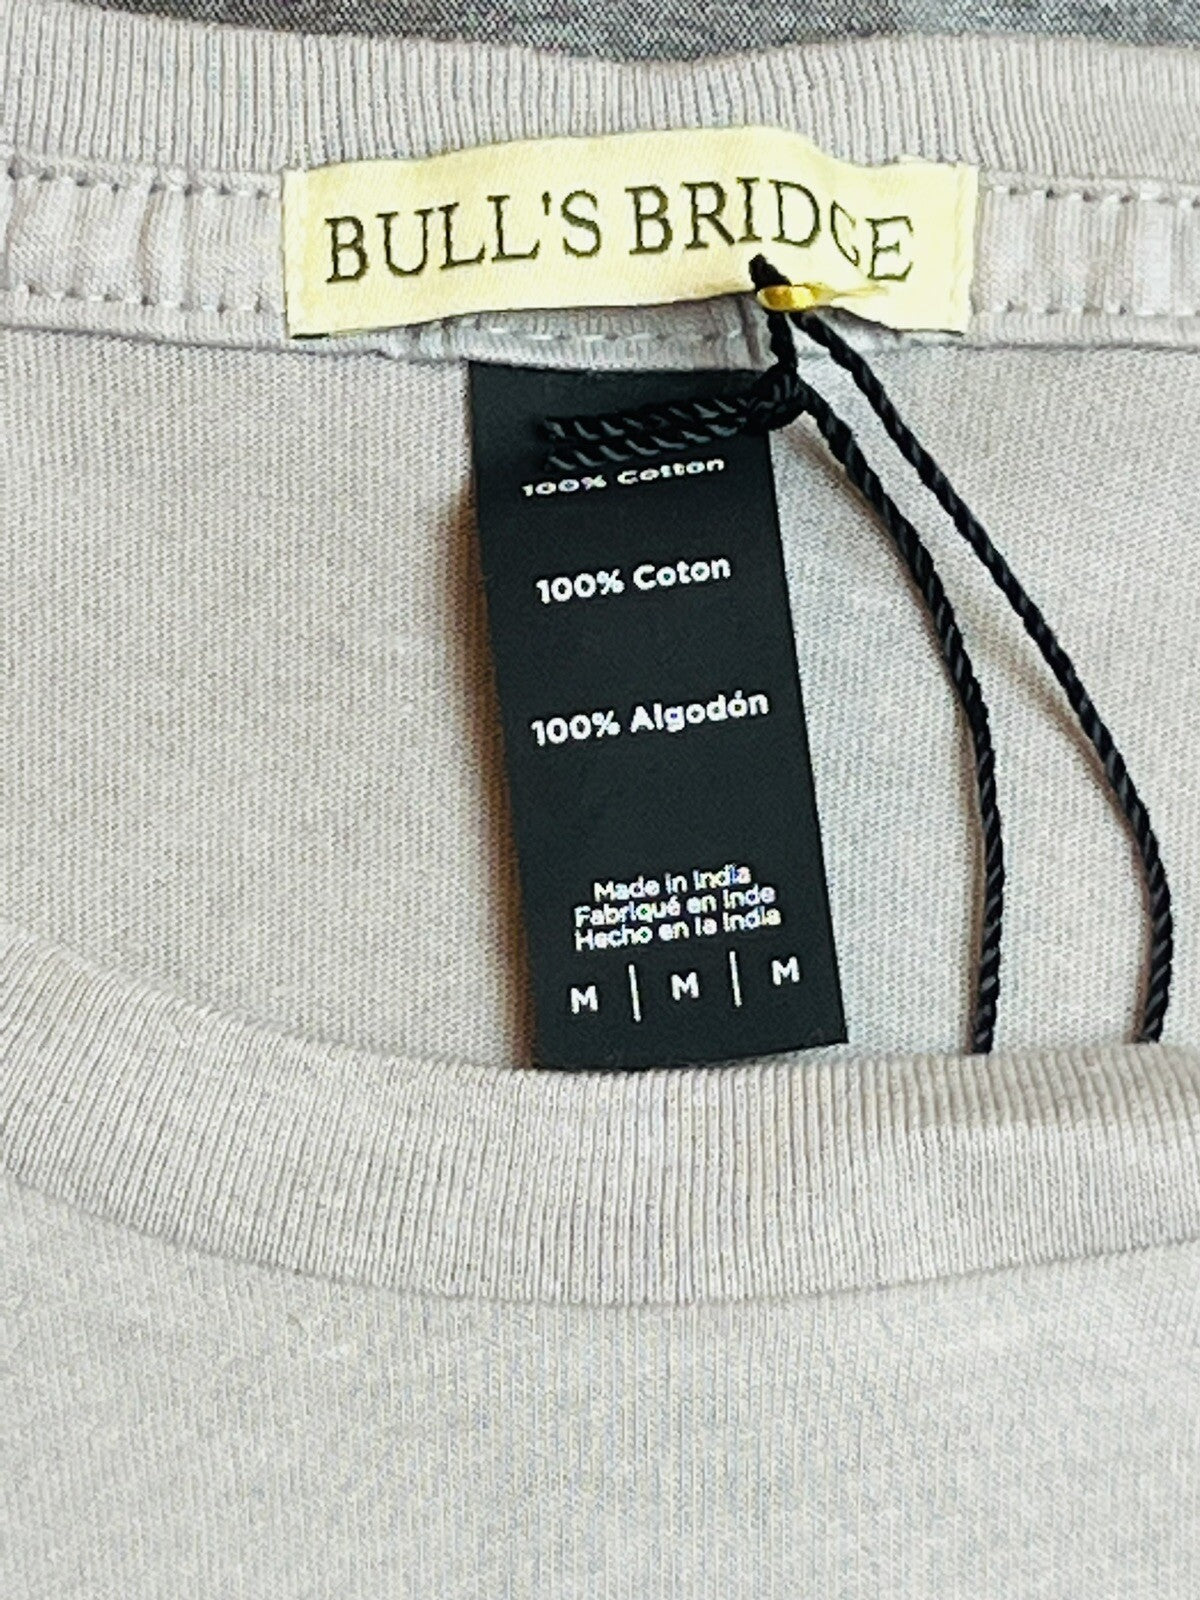 BULL'S BRIDGE
100% Cotton
100% Coton
100% Algodón
Made in India
Fabriqué en Inde
Hecho en la India
M | M | M